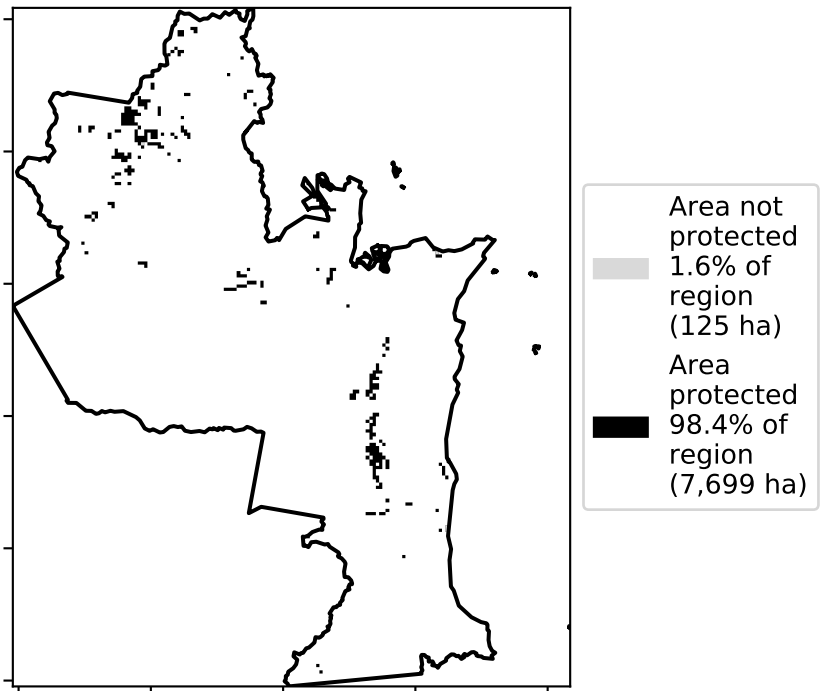 Area not
protected
1.6% of
region
(125 ha)
Area
protected
98.4% of
region
(7,699 ha)